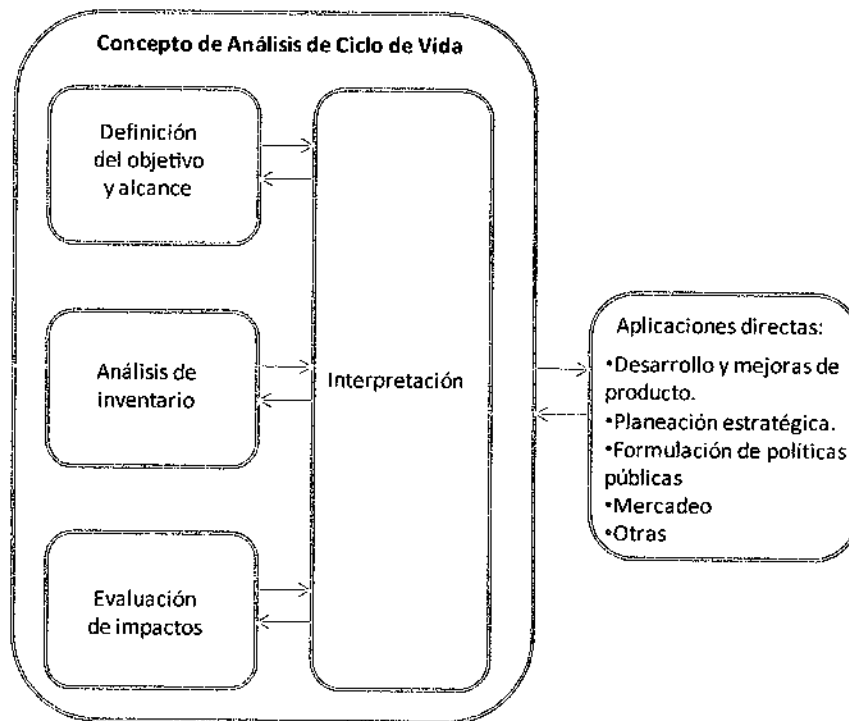 Concepto de Análisis de Ciclo de Vida
Definición
del objetivo
y alcance
Análisis de
inventario
Evaluación
de impactos
Interpretación
Aplicaciones directas:
•Desarrollo y mejoras de
producto.
•Planeación estratégica.
•Formulación de políticas
públicas
•Mercadeo
•Otras